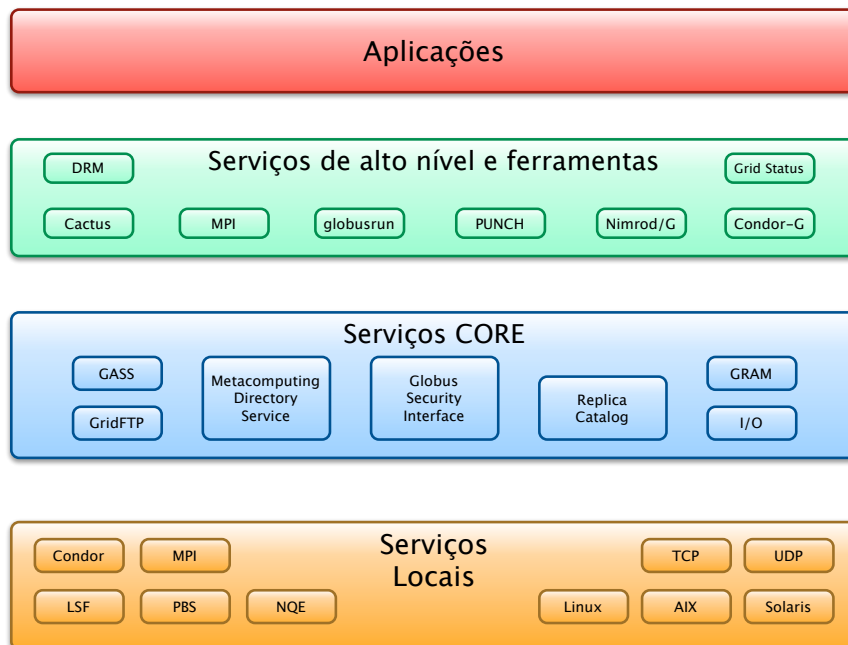 Aplicações
Serviços de alto nível e ferramentas
DRM
Grid Status
Cactus
MPI
globusrun
PUNCH
Nimrod/G
Condor-G
Serviços CORE
GASS
Metacomputing
Directory
Service
Globus
Security
Interface
Replica
Catalog
GRAM
GridFTP
I/O
Serviços
Locais
Condor
MPI
TCP
UDP
LSF
PBS
NQE
Linux
AIX
Solaris